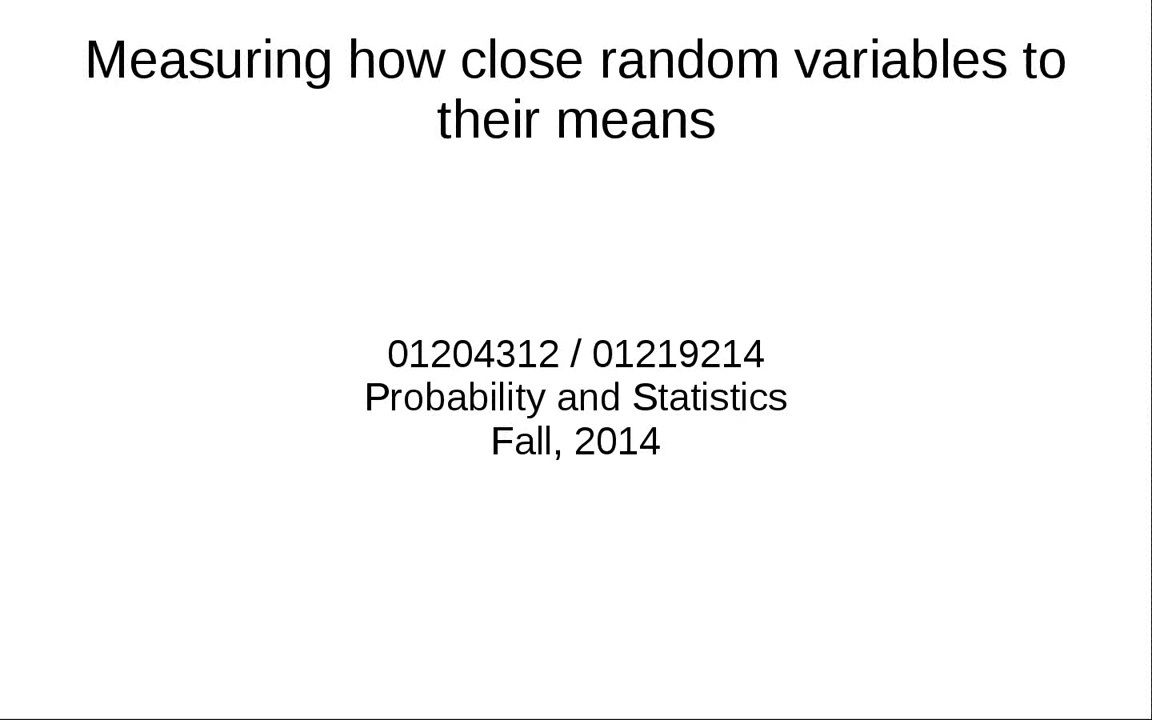 Measuring how close random variables to
their means
01204312 / 01219214
Probability and Statistics
Fall, 2014